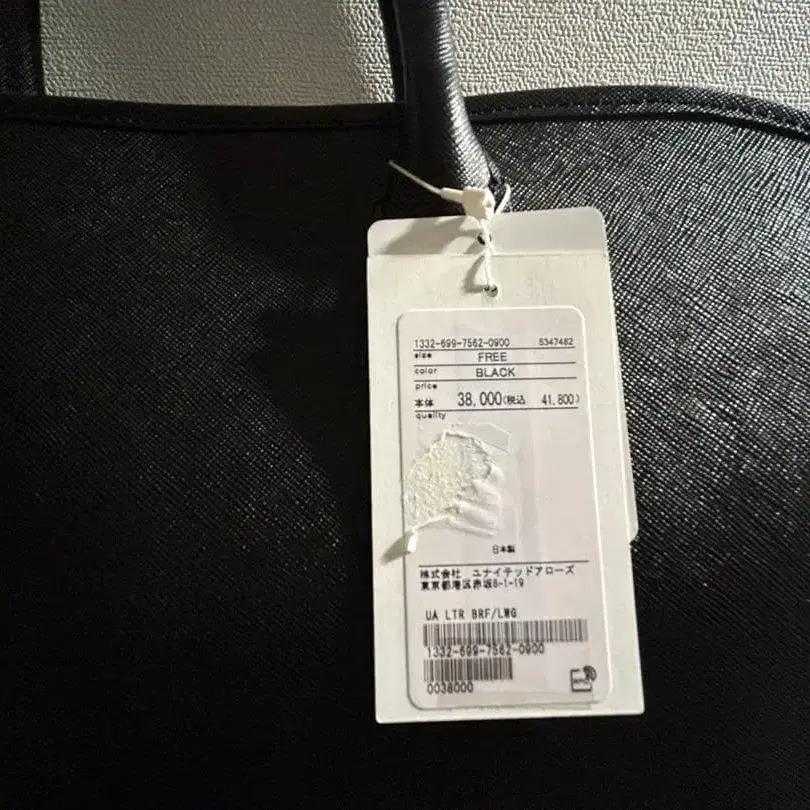 1332-699-7562-0900 5347482
size FREE
color BLACK
price
本体 38,000(税込 41,800)
quality
日本製
株式会社 ユナイテッドアローズ
東京都港区赤坂8-1-19
UA LTR BRF/LWG
1332-699-7562-0900
0038000